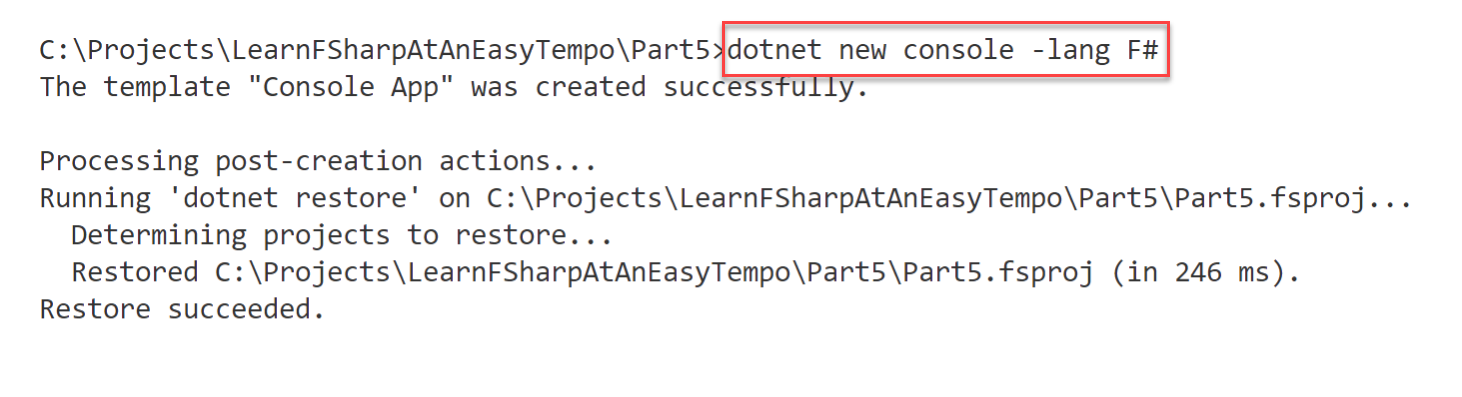 C:\Projects\LearnFSharpAtAnEasyTempo\Part5>dotnet new console -lang F#
The template "Console App" was created successfully.
Processing post-creation actions...
Running 'dotnet restore' on C:\Projects\LearnFSharpAtAnEasyTempo\Part5\Part5.fsproj...
Determining projects to restore...
Restored C:\Projects\LearnFSharpAtAnEasyTempo\Part5\Part5.fsproj (in 246 ms).
Restore succeeded.